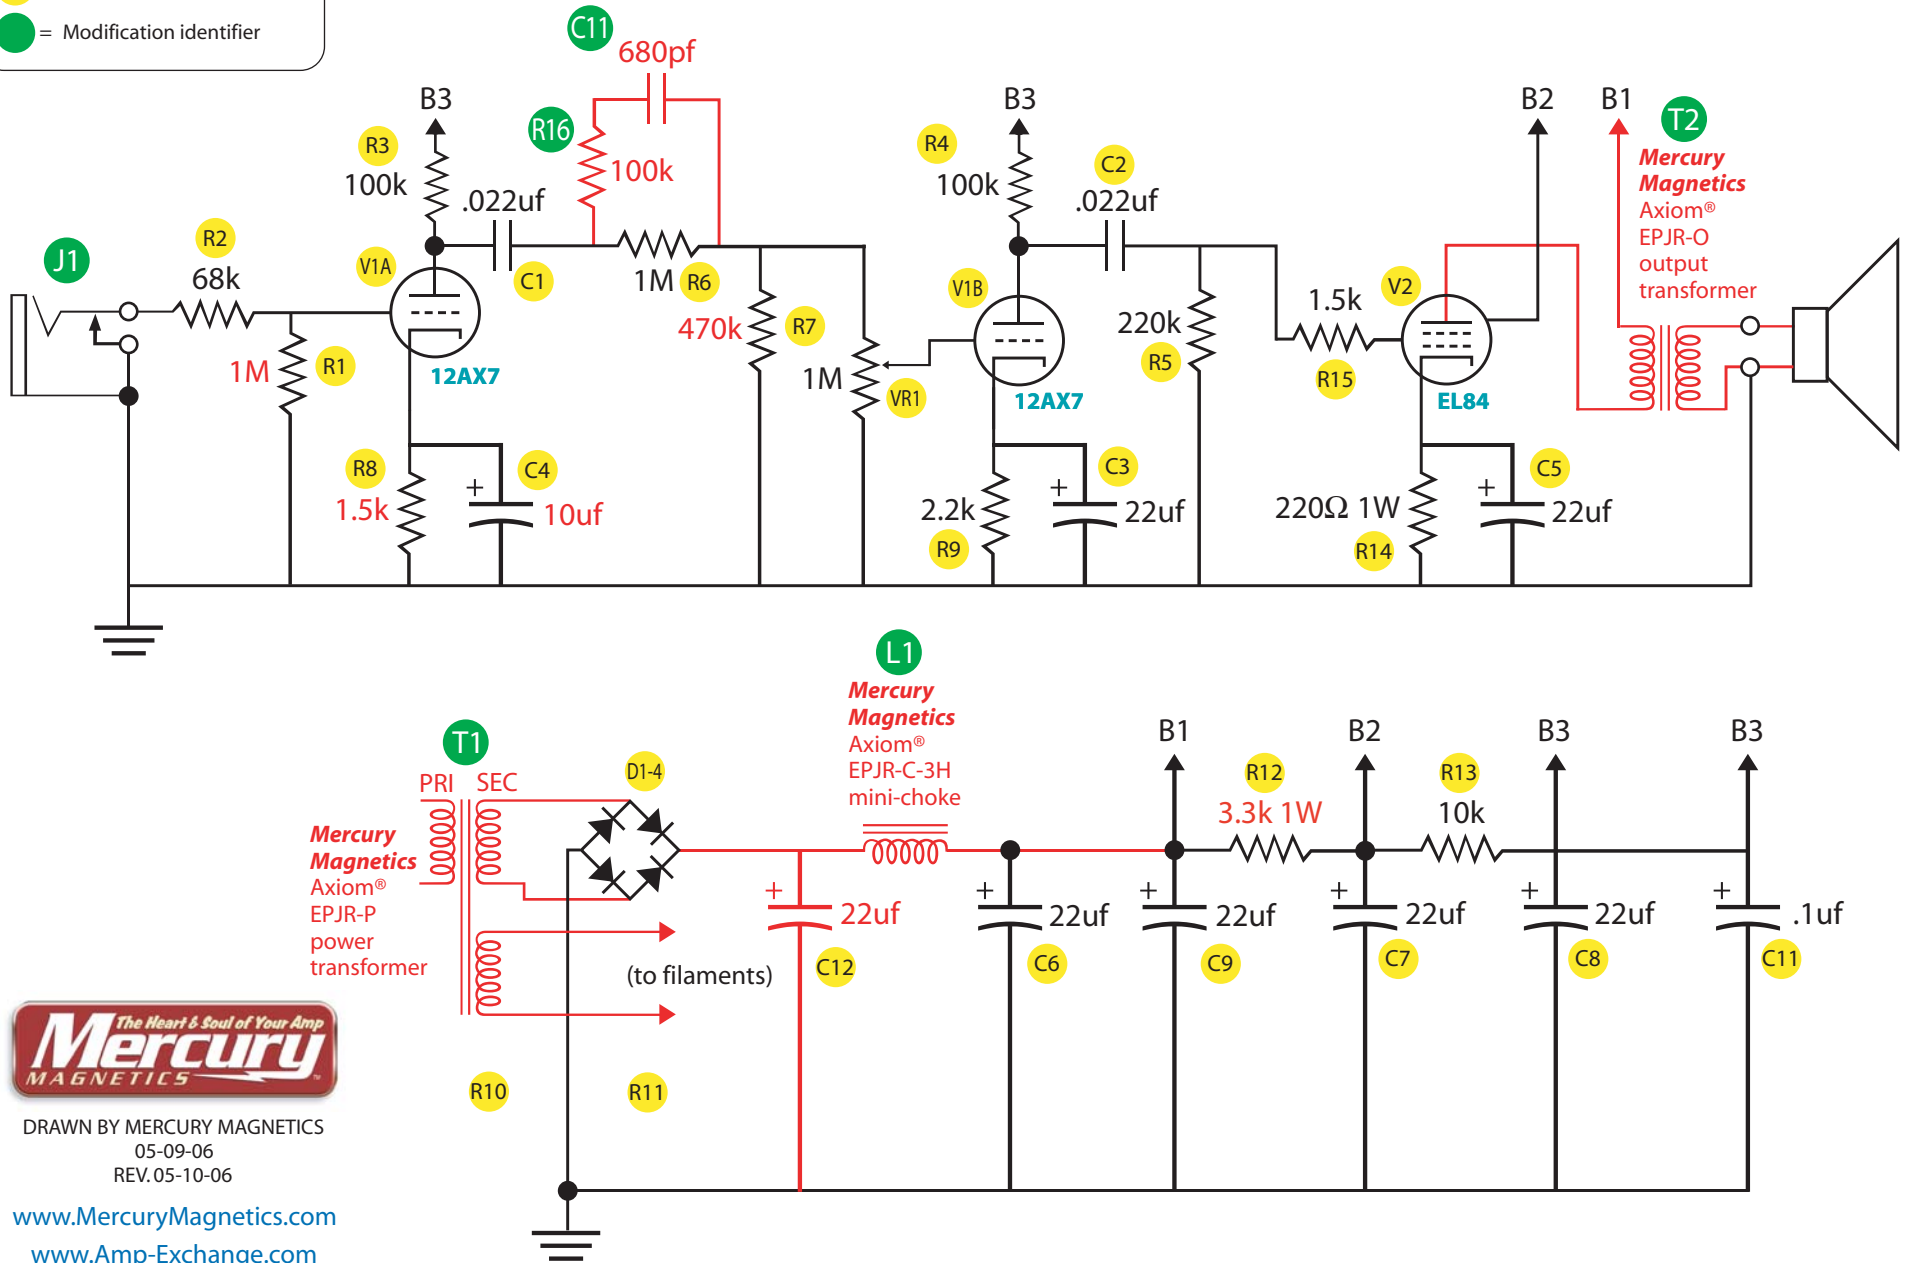 = Modification identifier
C11
680pf
B3
R16
B3
B2
B1
T2
R3
R4
C2
Mercury
Magnetics
Axiom®
EPJR-O
output
transformer
100k
100k
100k
.022uf
.022uf
J1
R2
68k
V1A
C1
1M
R6
V1B
V2
470k
R7
220k
R5
1.5k
R15
1M
R1
12AX7
1M
VR1
12AX7
EL84
R8
1.5k
C4
10uf
+
2.2k
R9
C3
22uf
+
220Ω 1W
R14
C5
22uf
+
L1
Mercury
Magnetics
Axiom®
EPJR-C-3H
mini-choke
T1
PRI
SEC
D1-4
B1
B2
B3
B3
R12
3.3k 1W
R13
10k
Mercury
Magnetics
Axiom®
EPJR-P
power
transformer
+
22uf
C12
+
22uf
C6
+
22uf
C9
+
22uf
C7
+
22uf
C8
+
.1uf
C11
(to filaments)
R10
R11
The Heart & Soul of Your Amp
Mercury
MAGNETICS
DRAWN BY MERCURY MAGNETICS
05-09-06
REV. 05-10-06
www.MercuryMagnetics.com
www.Amp-Exchange.com